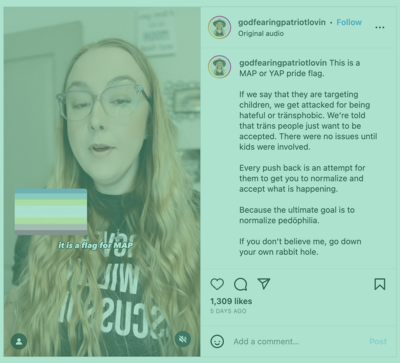 godfearingpatriotlovin • Follow
Original audio
godfearingpatriotlovin This is a
MAP or YAP pride flag.
If we say that they are targeting
children, we get attacked for being
hateful or tränsphobic. We're told
that träns people just want to be
accepted. There were no issues until
kids were involved.
Every push back is an attempt for
them to get you to normalize and
accept what is happening.
Because the ultimate goal is to
normalize pedöphilia.
If you don't believe me, go down
your own rabbit hole.
it is a flag for MAP
1,309 likes
5 DAYS AGO
Add a comment...
Post